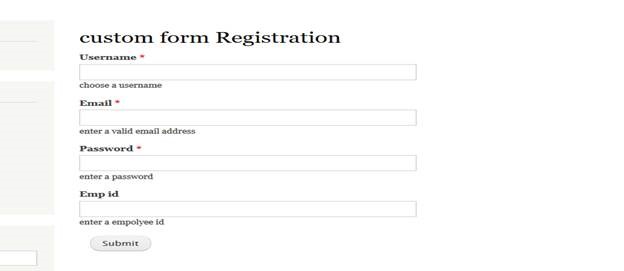 custom form Registration
Username *
choose a username
Email *
enter a valid email address
Password *
enter a password
Emp id
enter a empolyee id
Submit